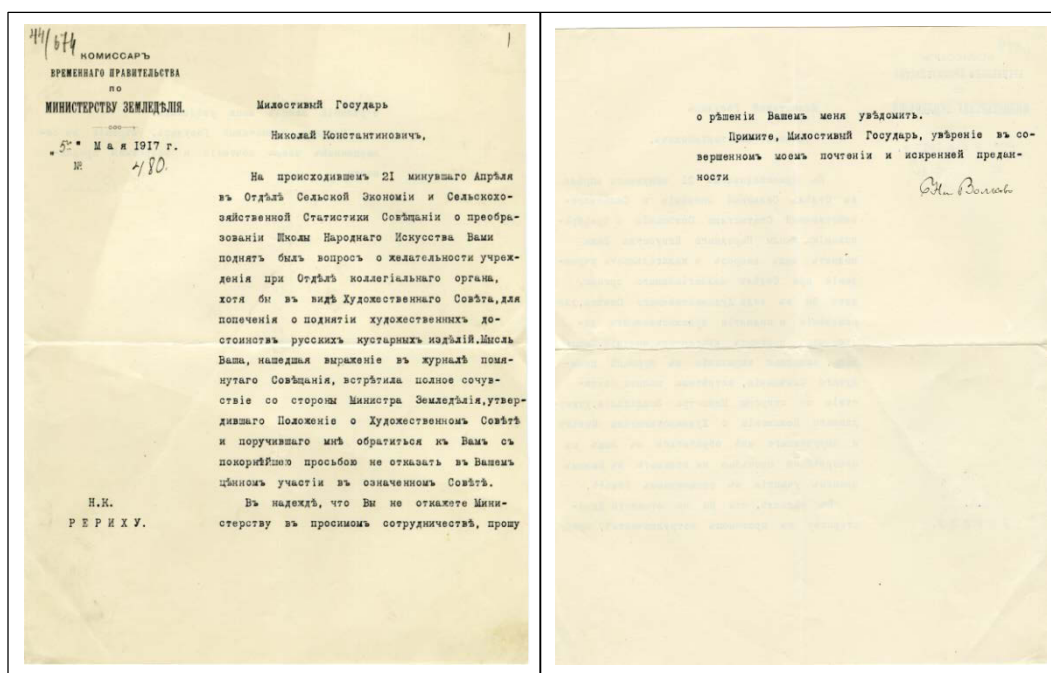 44/674
1
КОМИССАРЪ
ВРЕМЕННАГО ПРАВИТЕЛЬСТВА
ПО
МИНИСТЕРСТВУ ЗЕМЛЕДѢЛІЯ.
"5" Мая 1917 г.
№ 480.
Милостивый Государь
Николай Константиновичъ,
На происходившемъ 2I минувшаго Апрѣля
въ Отдѣлѣ Сельской Экономіи и Сельскохо-
зяйственной Статистики Совѣщаніи о преобра-
зованіи Школы Народнаго Искусства Вами
поднятъ былъ вопросъ о желательности учреж-
денія при Отдѣлѣ коллегіальнаго органа,
хотя бы въ видѣ Художественнаго Совѣта,для
попеченія о поднятіи художественныхъ до-
стоинствъ русскихъ кустарныхъ издѣлій.Мысль
Ваша, нашедшая выраженіе въ журналѣ помя-
нутаго Совѣщанія, встрѣтила полное сочув-
ствіе со стороны Министра Земледѣлія,утвер-
дившаго Положеніе о Художественномъ Совѣтѣ
и поручившаго мнѣ обратиться къ Вамъ съ
покорнѣйшею просьбою не отказать въ Вашемъ
цѣнномъ участіи въ означенномъ Совѣтѣ.
Въ надеждѣ, что Вы не откажете Мини-
стерству въ просимомъ сотрудничествѣ, прошу
Н.К.
РЕРИХУ.
о рѣшеніи Вашемъ меня увѣдомить.
Примите, Милостивый Государь, увѣреніе въ со-
вершенномъ моемъ почтеніи и искренней предан-
ности
Волковъ